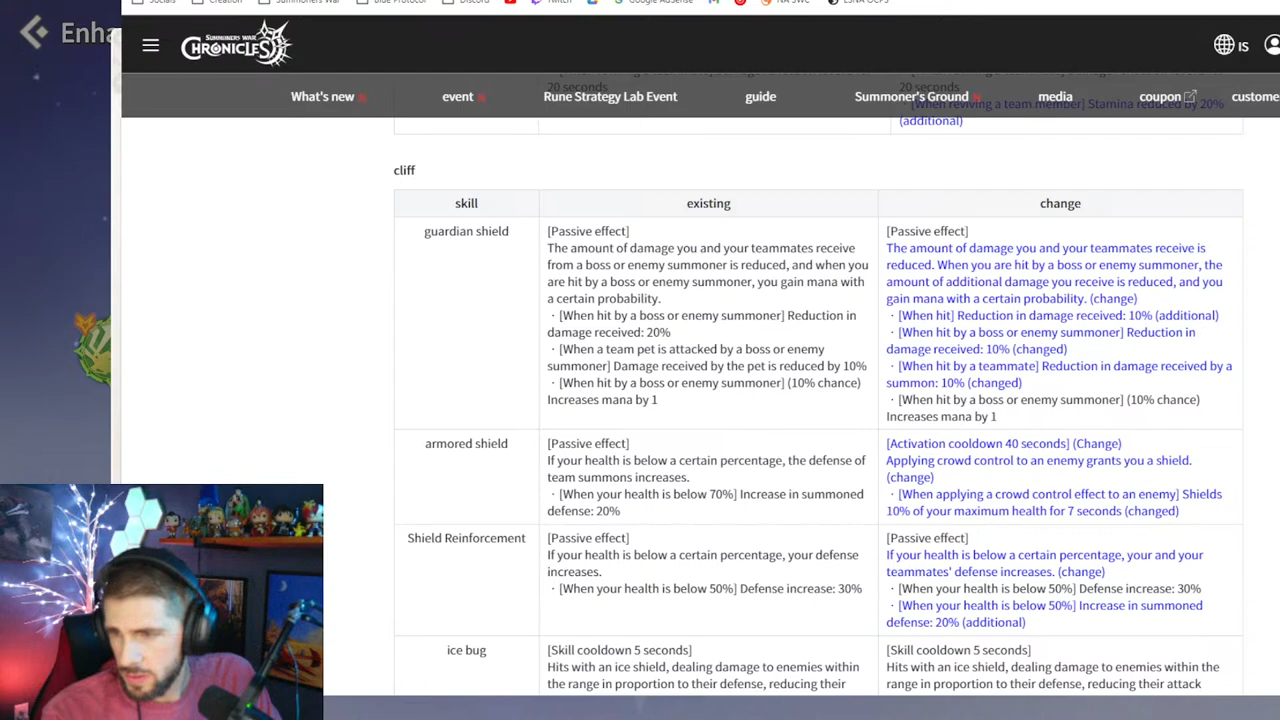 Enha
Socials Creation Summoners War Blue Protocol Discord Twitch Google AdSense NA SWC
SUMMONERS WAR
CHRONICLES
IS
What's new event Rune Strategy Lab Event guide Summoner's Ground media coupon custome
20 seconds
20 seconds
[When reviving a team member] Stamina reduced by 20%
(additional)
cliff
skill existing change
guardian shield
[Passive effect]
The amount of damage you and your teammates receive
from a boss or enemy summoner is reduced, and when you
are hit by a boss or enemy summoner, you gain mana with
a certain probability.
· [When hit by a boss or enemy summoner] Reduction in
damage received: 20%
· [When a team pet is attacked by a boss or enemy
summoner] Damage received by the pet is reduced by 10%
· [When hit by a boss or enemy summoner] (10% chance)
Increases mana by 1
[Passive effect]
The amount of damage you and your teammates receive is
reduced. When you are hit by a boss or enemy summoner, the
amount of additional damage you receive is reduced, and you
gain mana with a certain probability. (change)
· [When hit] Reduction in damage received: 10% (additional)
· [When hit by a boss or enemy summoner] Reduction in
damage received: 10% (changed)
· [When hit by a teammate] Reduction in damage received by a
summon: 10% (changed)
· [When hit by a boss or enemy summoner] (10% chance)
Increases mana by 1
armored shield
[Passive effect]
If your health is below a certain percentage, the defense of
team summons increases.
· [When your health is below 70%] Increase in summoned
defense: 20%
[Activation cooldown 40 seconds] (Change)
Applying crowd control to an enemy grants you a shield.
(change)
· [When applying a crowd control effect to an enemy] Shields
10% of your maximum health for 7 seconds (changed)
Shield Reinforcement
[Passive effect]
If your health is below a certain percentage, your defense
increases.
· [When your health is below 50%] Defense increase: 30%
[Passive effect]
If your health is below a certain percentage, your and your
teammates' defense increases. (change)
· [When your health is below 50%] Defense increase: 30%
· [When your health is below 50%] Increase in summoned
defense: 20% (additional)
ice bug
[Skill cooldown 5 seconds]
Hits with an ice shield, dealing damage to enemies within
the range in proportion to their defense, reducing their
[Skill cooldown 5 seconds]
Hits with an ice shield, dealing damage to enemies within the
range in proportion to their defense, reducing their attack